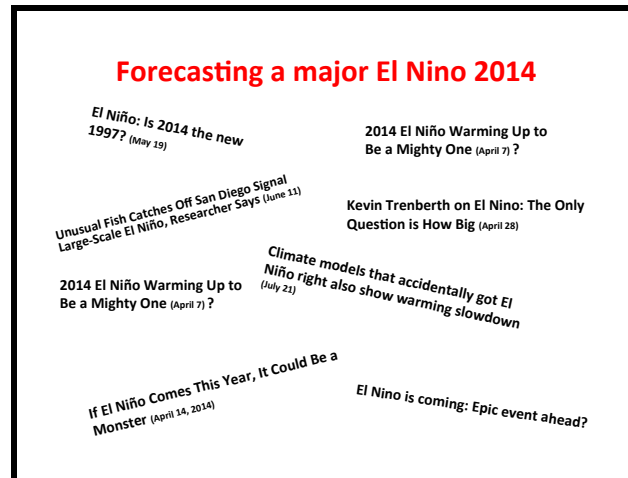 Forecasting a major El Nino 2014
El Niño: Is 2014 the new
1997? (May 19)
2014 El Niño Warming Up to
Be a Mighty One (April 7) ?
Unusual Fish Catches Off San Diego Signal
Large-Scale El Niño, Researcher Says (June 11)
Kevin Trenberth on El Nino: The Only
Question is How Big (April 28)
2014 El Niño Warming Up to
Be a Mighty One (April 7) ?
Climate models that accidentally got El
Niño right also show warming slowdown
(July 21)
If El Niño Comes This Year, It Could Be a
Monster (April 14, 2014)
El Nino is coming: Epic event ahead?